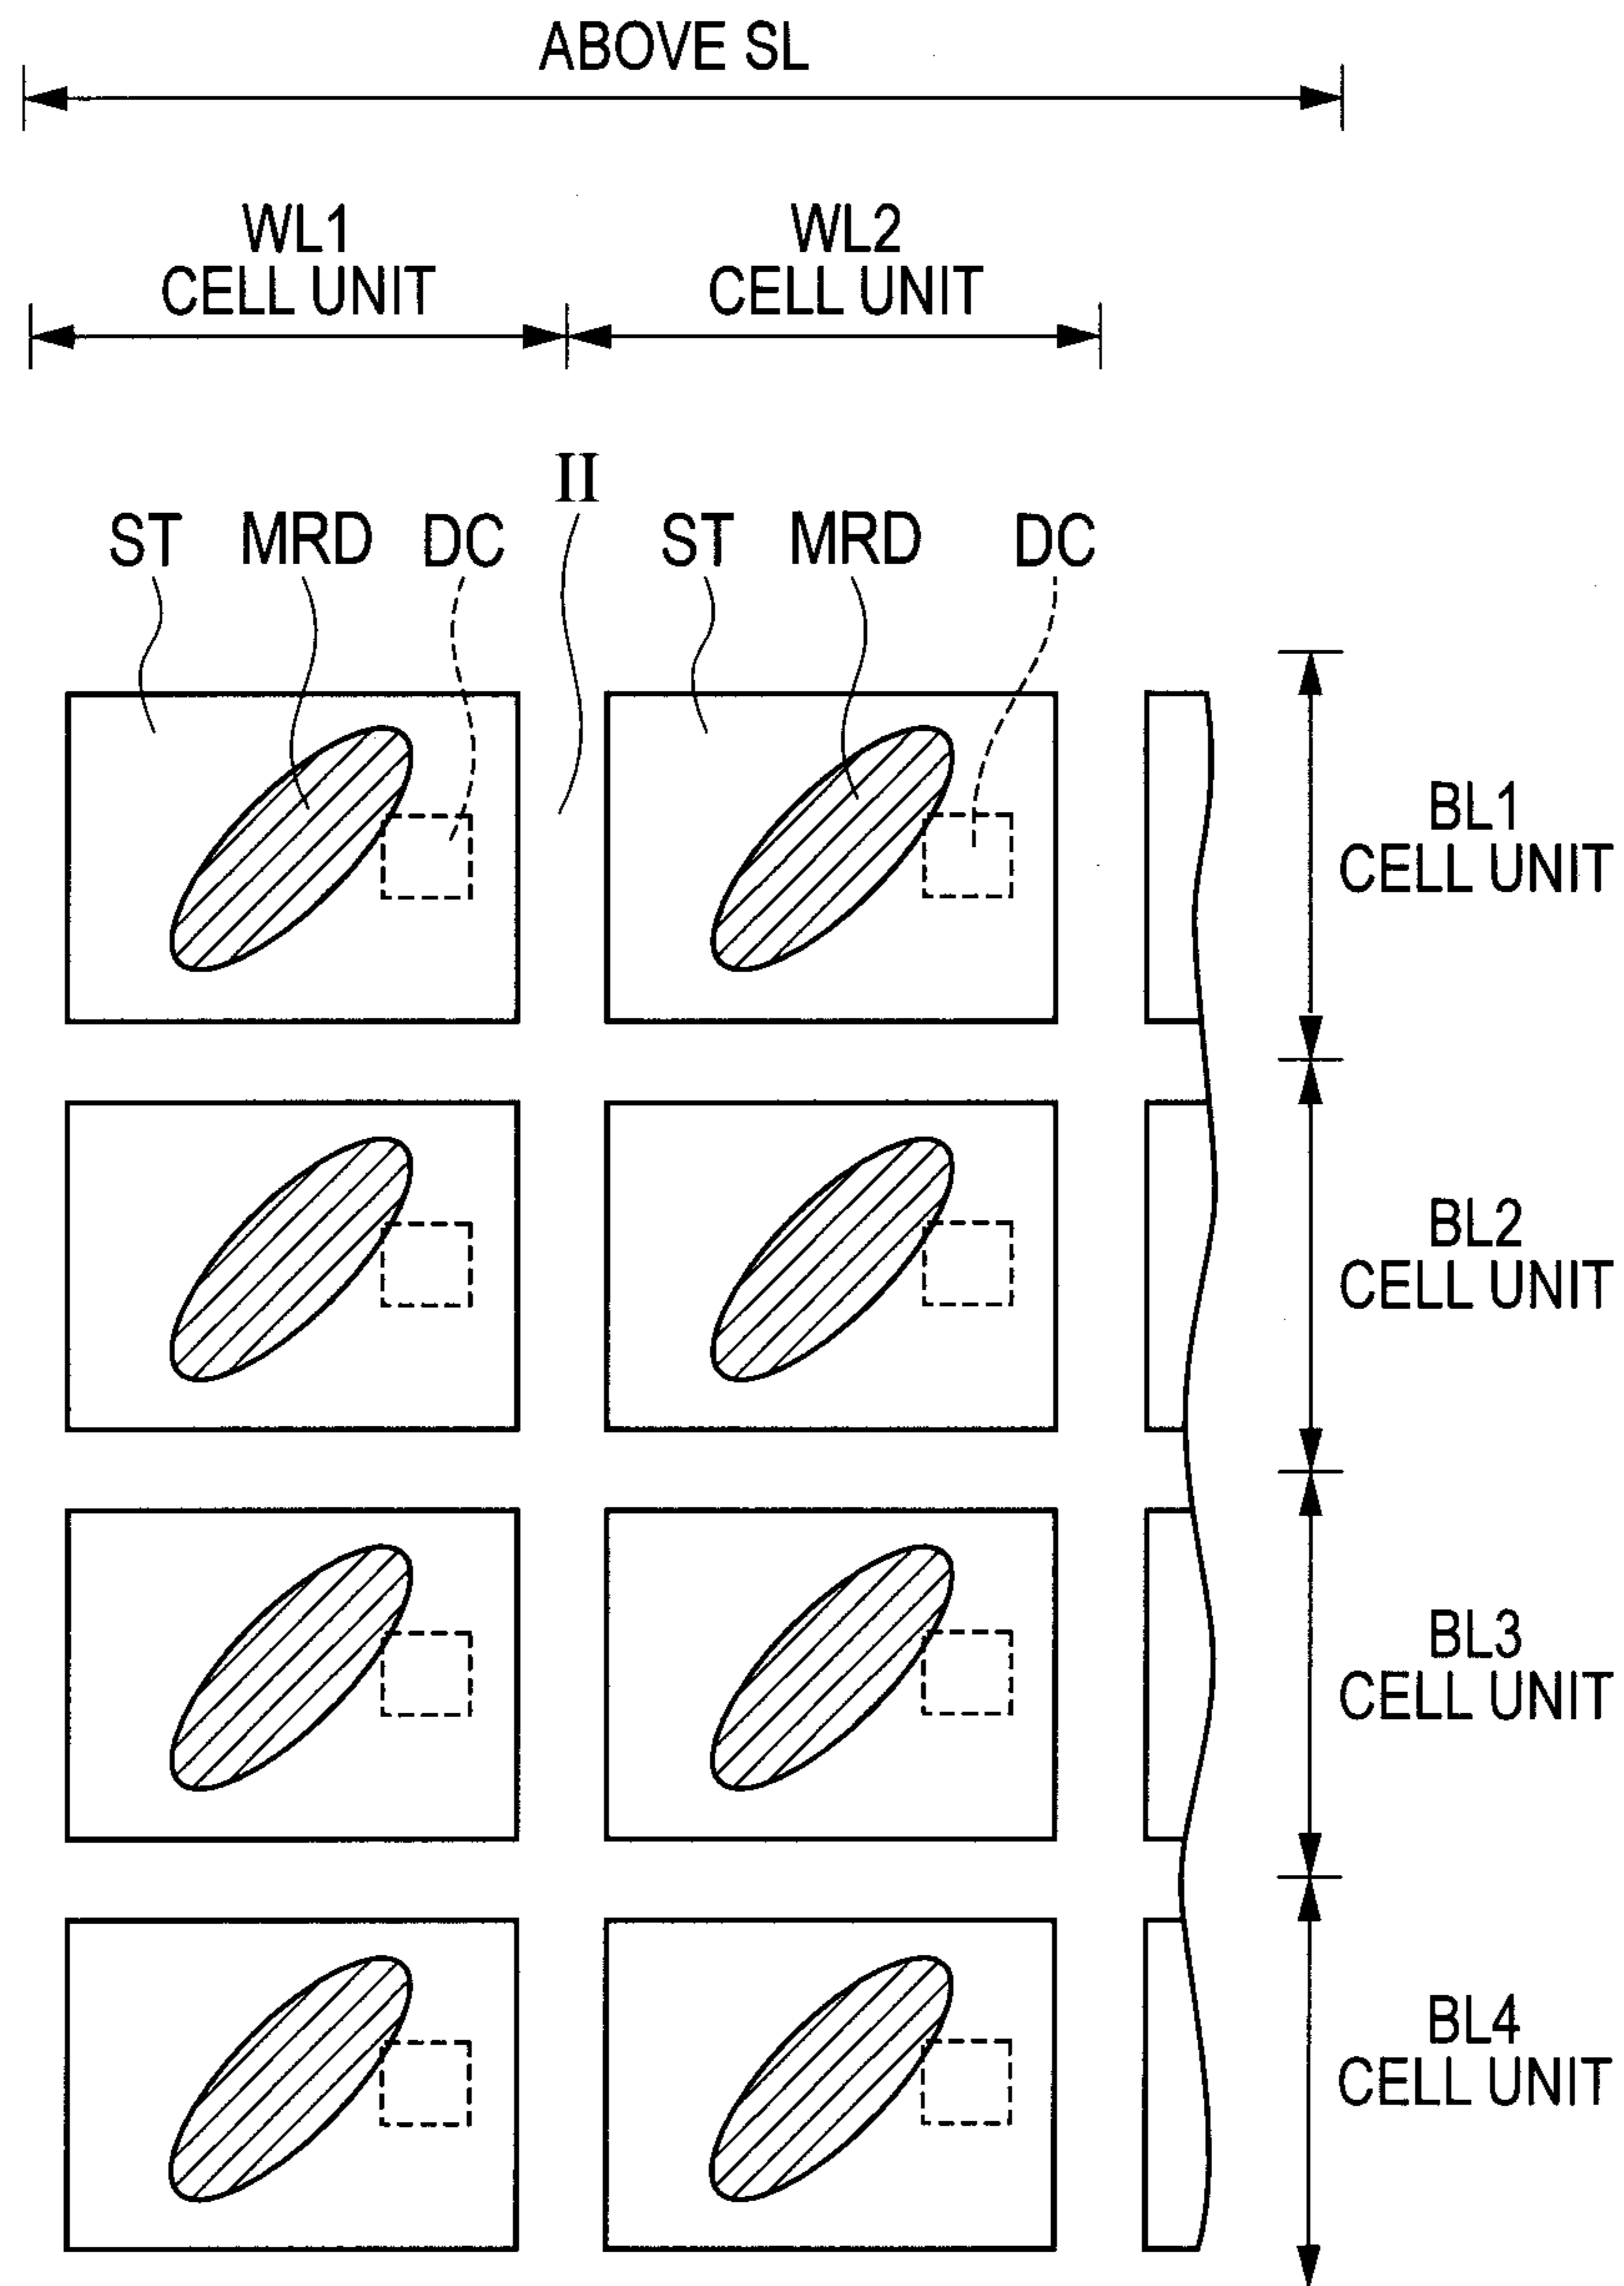 ABOVE SL
WL1
CELL UNIT
WL2
CELL UNIT
II
ST MRD DC ST MRD DC
BL1
CELL UNIT
BL2
CELL UNIT
BL3
CELL UNIT
BL4
CELL UNIT